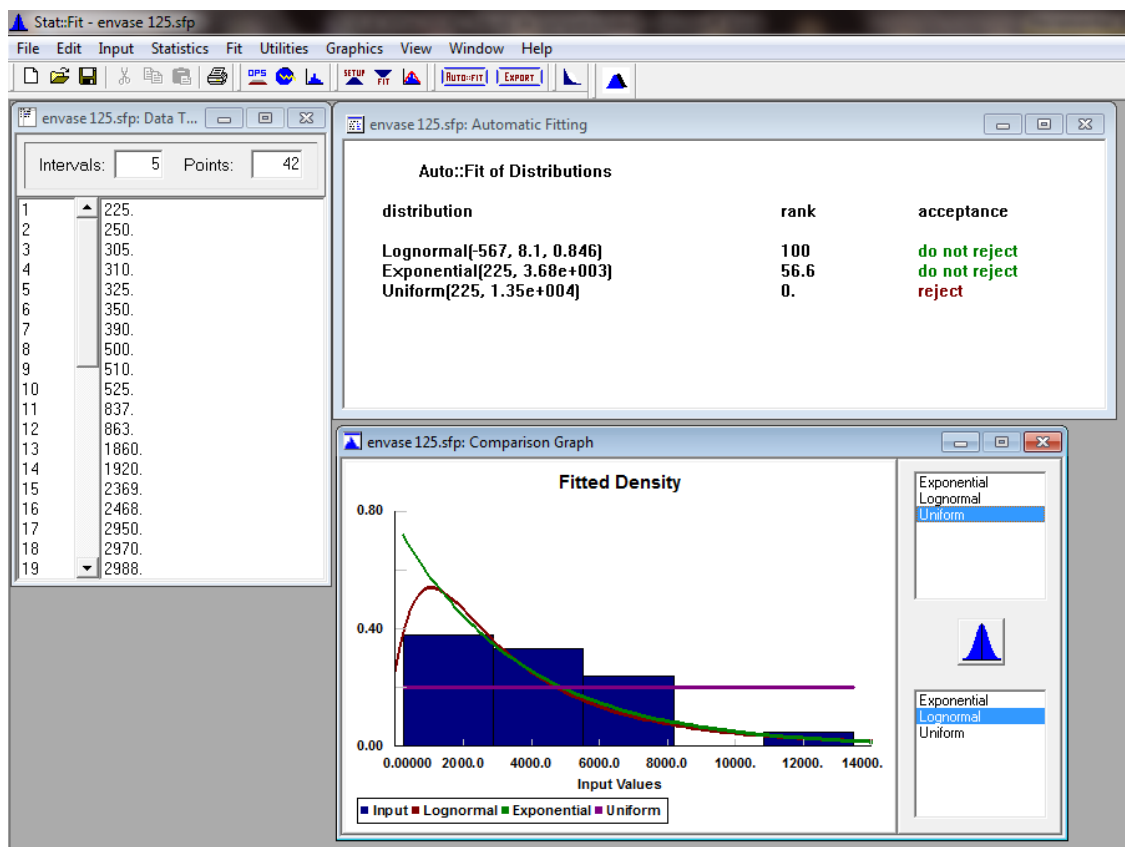 Stat::Fit - envase 125.sfp
File Edit Input Statistics Fit Utilities Graphics View Window Help
DPS SETUP FIT AUTO::FIT EXPORT
envase 125.sfp: Data T...
Intervals: 5 Points: 42
1 225.
2 250.
3 305.
4 310.
5 325.
6 350.
7 390.
8 500.
9 510.
10 525.
11 837.
12 863.
13 1860.
14 1920.
15 2369.
16 2468.
17 2950.
18 2970.
19 2988.
envase 125.sfp: Automatic Fitting
Auto::Fit of Distributions
distribution rank acceptance
Lognormal(-567, 8.1, 0.846) 100 do not reject
Exponential(225, 3.68e+003) 56.6 do not reject
Uniform(225, 1.35e+004) 0. reject
envase 125.sfp: Comparison Graph
Fitted Density
0.80
0.40
0.00
0.00000 2000.0 4000.0 6000.0 8000.0 10000. 12000. 14000.
Input Values
Input Lognormal Exponential Uniform
Exponential
Lognormal
Uniform
Exponential
Lognormal
Uniform